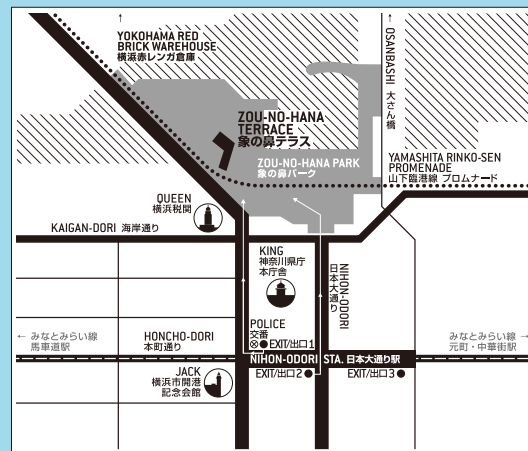 ↑
YOKOHAMA RED
BRICK WAREHOUSE
横浜赤レンガ倉庫
↑ OSANBASHI 大さん橋
ZOU-NO-HANA
TERRACE
象の鼻テラス
ZOU-NO-HANA PARK
象の鼻パーク
YAMASHITA RINKO-SEN
PROMENADE
山下臨港線 プロムナード
QUEEN
横浜税関
KAIGAN-DORI 海岸通り
KING
神奈川県庁
本庁舎
NIHON-ODORI
日本大通り
POLICE
交番
EXIT/出口1
← みなとみらい線
馬車道駅
HONCHO-DORI
本町通り
みなとみらい線 →
元町・中華街駅
NIHON-ODORI STA. 日本大通り駅
EXIT/出口2
EXIT/出口3
JACK
横浜市開港
記念会館